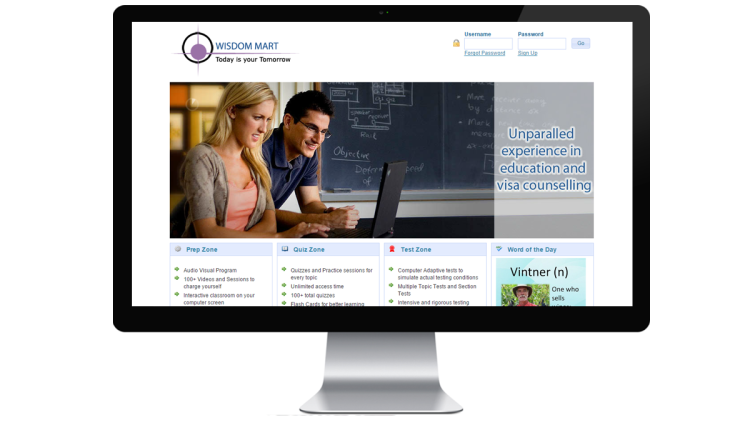 Username Password
WISDOM MART
Today is your Tomorrow
Go
Forgot Password Sign Up
Objective
Unparalled
experience in
education and
visa counselling
Prep Zone
Audio Visual Program
100+ Videos and Sessions to
charge yourself
Interactive classroom on your
computer screen
Quiz Zone
Quizzes and Practice sessions for
every topic
Unlimited access time
100+ total quizzes
Flash Cards for better learning
Test Zone
Computer Adaptive tests to
simulate actual testing conditions
Multiple Topic Tests and Section
Tests
Intensive and rigorous testing
Word of the Day
Vintner (n)
One who
sells